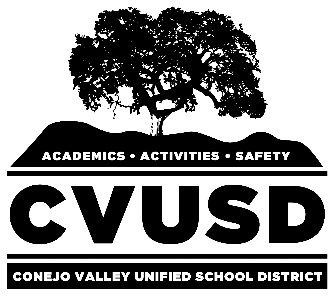 ACADEMICS • ACTIVITIES • SAFETY
CVUSD
CONEJO VALLEY UNIFIED SCHOOL DISTRICT